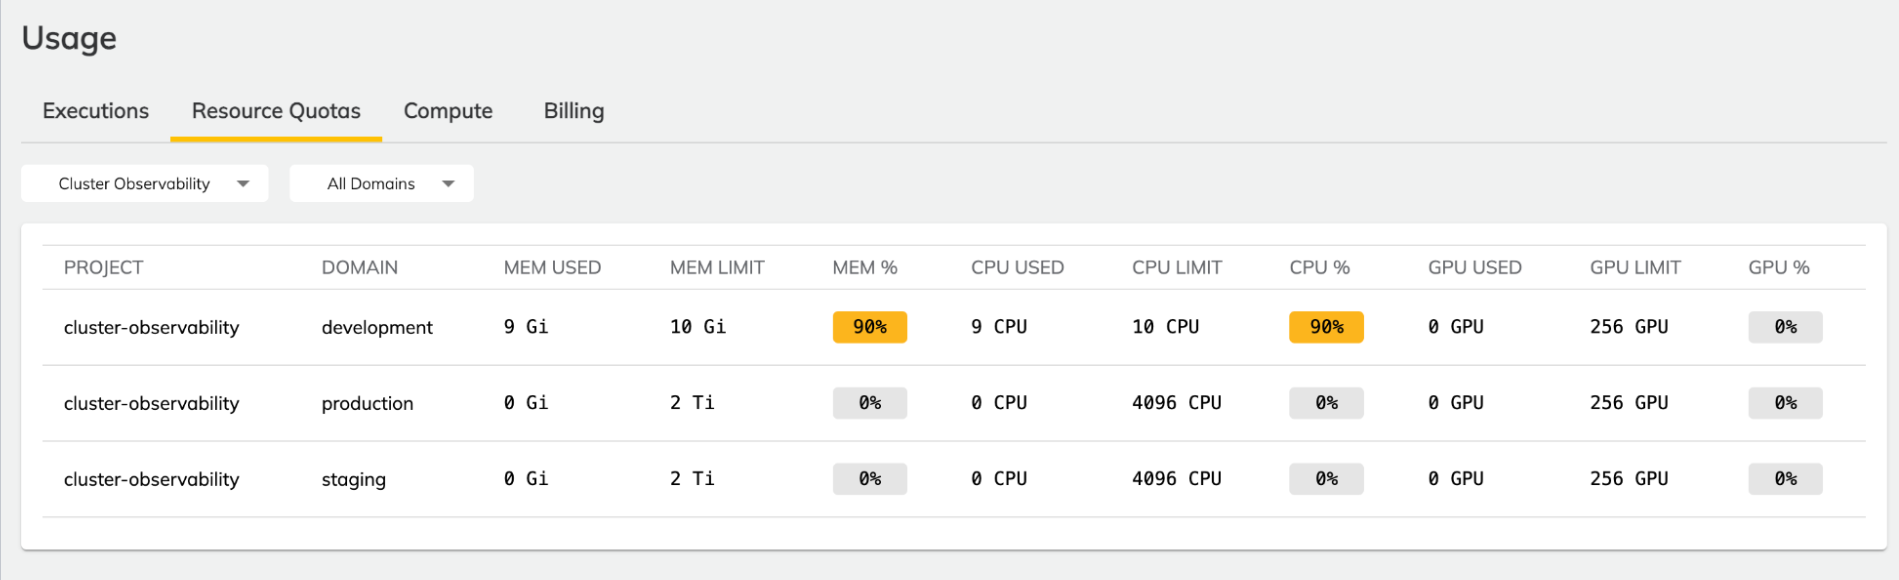 Usage
Executions Resource Quotas Compute Billing
Cluster Observability All Domains
PROJECT DOMAIN MEM USED MEM LIMIT MEM % CPU USED CPU LIMIT CPU % GPU USED GPU LIMIT GPU %
cluster-observability development 9 Gi 10 Gi 90% 9 CPU 10 CPU 90% 0 GPU 256 GPU 0%
cluster-observability production 0 Gi 2 Ti 0% 0 CPU 4096 CPU 0% 0 GPU 256 GPU 0%
cluster-observability staging 0 Gi 2 Ti 0% 0 CPU 4096 CPU 0% 0 GPU 256 GPU 0%